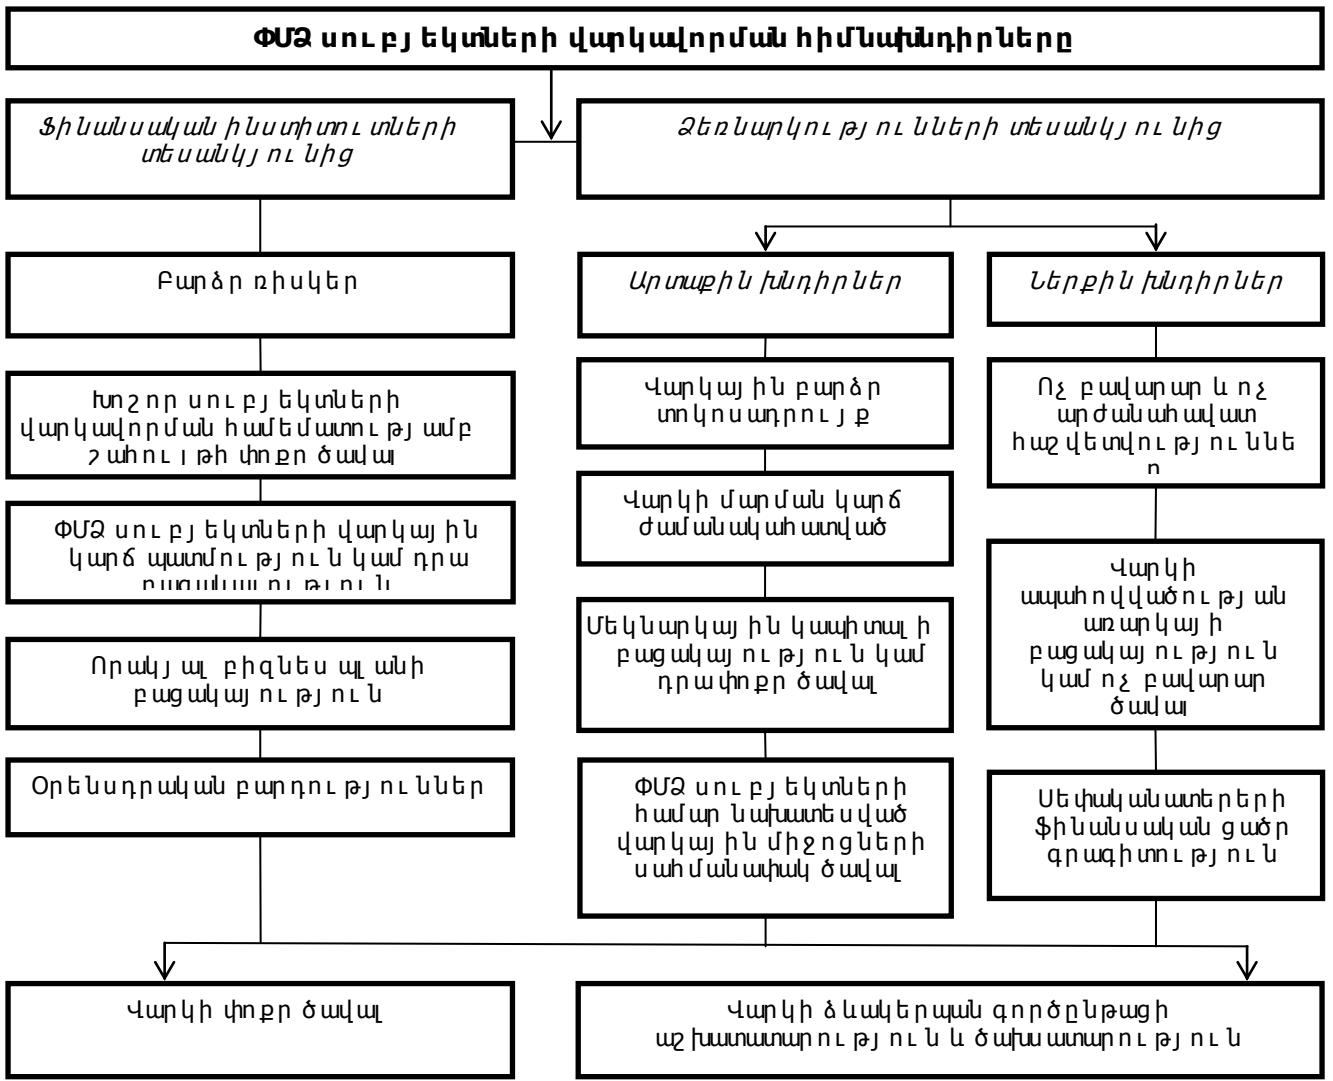 ՓՄՁ սուբյեկտների վարկավորման հիմնախնդիրները
Ֆինանսական ինստիտուտների
տեսանկյունից
Ձեռնարկությունների տեսանկյունից
Բարձր ռիսկեր
Խոշոր սուբյեկտների
վարկավորման համեմատությամբ
շահույթի փոքր ծավալ
ՓՄՁ սուբյեկտների վարկային
կարճ պատմություն կամ դրա
բացակայություն
Որակյալ բիզնես պլանի
բացակայություն
Օրենսդրական բարդություններ
Արտաքին խնդիրներ
Վարկային բարձր
տոկոսադրույք
Վարկի մարման կարճ
ժամանակահատված
Մեկնարկային կապիտալի
բացակայություն կամ
դրա փոքր ծավալ
ՓՄՁ սուբյեկտների
համար նախատեսված
վարկային միջոցների
սահմանափակ ծավալ
Ներքին խնդիրներ
Ոչ բավարար և ոչ
արժանահավատ
հաշվետվություննե
ր
Վարկի
ապահովվածության
առարկայի
բացակայություն
կամ ոչ բավարար
ծավալ
Սեփականատերերի
ֆինանսական ցածր
գրագիտություն
Վարկի փոքր ծավալ
Վարկի ձևակերպան գործընթացի
աշխատատարություն և ծախսատարություն